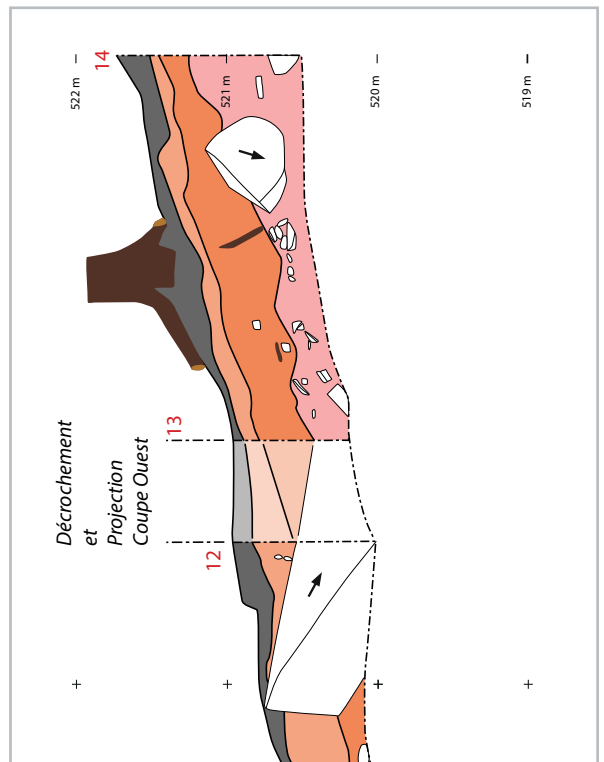 14
522 m
521 m
520 m
519 m
13
Décrochement
et
Projection
Coupe Ouest
12